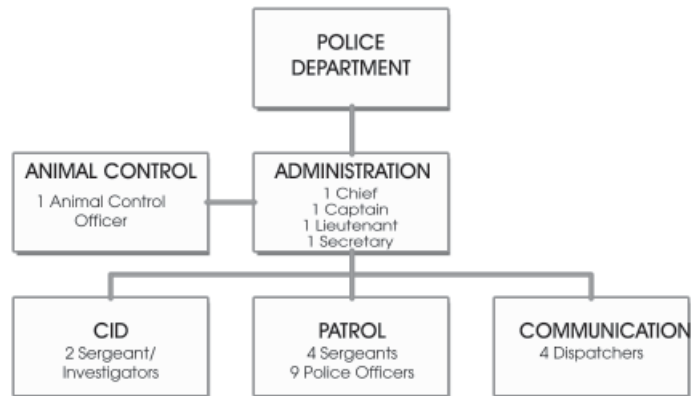 POLICE
DEPARTMENT
ANIMAL CONTROL
1 Animal Control
Officer
ADMINISTRATION
1 Chief
1 Captain
1 Lieutenant
1 Secretary
CID
2 Sergeant/
Investigators
PATROL
4 Sergeants
9 Police Officers
COMMUNICATION
4 Dispatchers